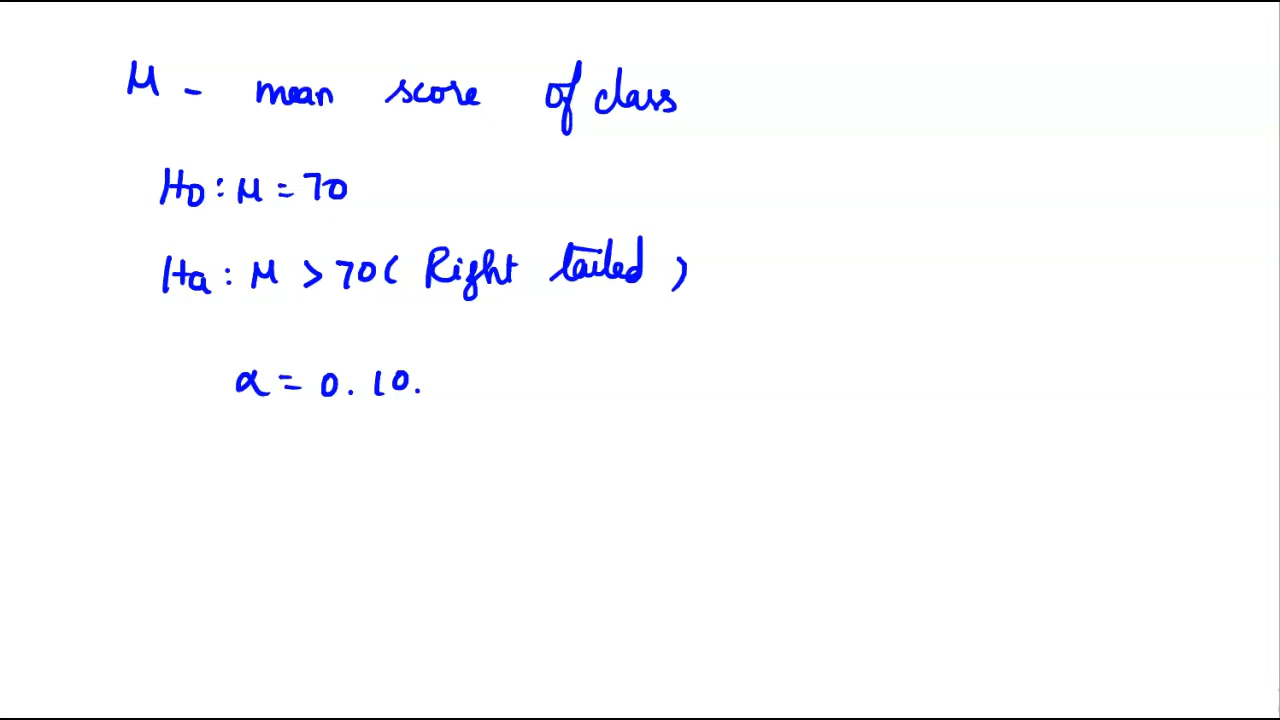 μ - mean score of class
H0 : μ = 70
Ha : μ > 70 ( Right tailed )
α = 0.10.